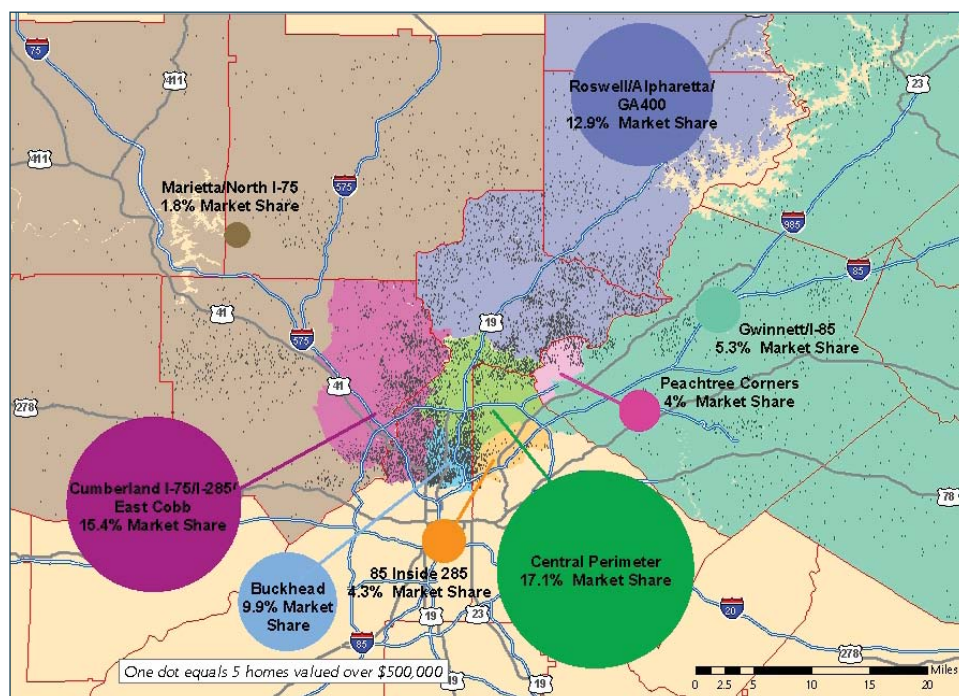 75
411
411
411
575
Marietta/North I-75
1.8% Market Share
Roswell/Alpharetta/
GA400
12.9% Market Share
23
985
85
41
575
19
Gwinnett/I-85
5.3% Market Share
41
Peachtree Corners
4% Market Share
278
Cumberland I-75/I-285/
East Cobb
15.4% Market Share
78
Central Perimeter
17.1% Market Share
85 Inside 285
4.3% Market Share
Buckhead
9.9% Market
Share
19
23
20
85
278
One dot equals 5 homes valued over $500,000
19
19
Miles
0 2.5 5 10 15 20